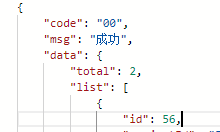 {
"code": "00",
"msg": "成功",
"data": {
"total": 2,
"list": [
{
"id": 56,